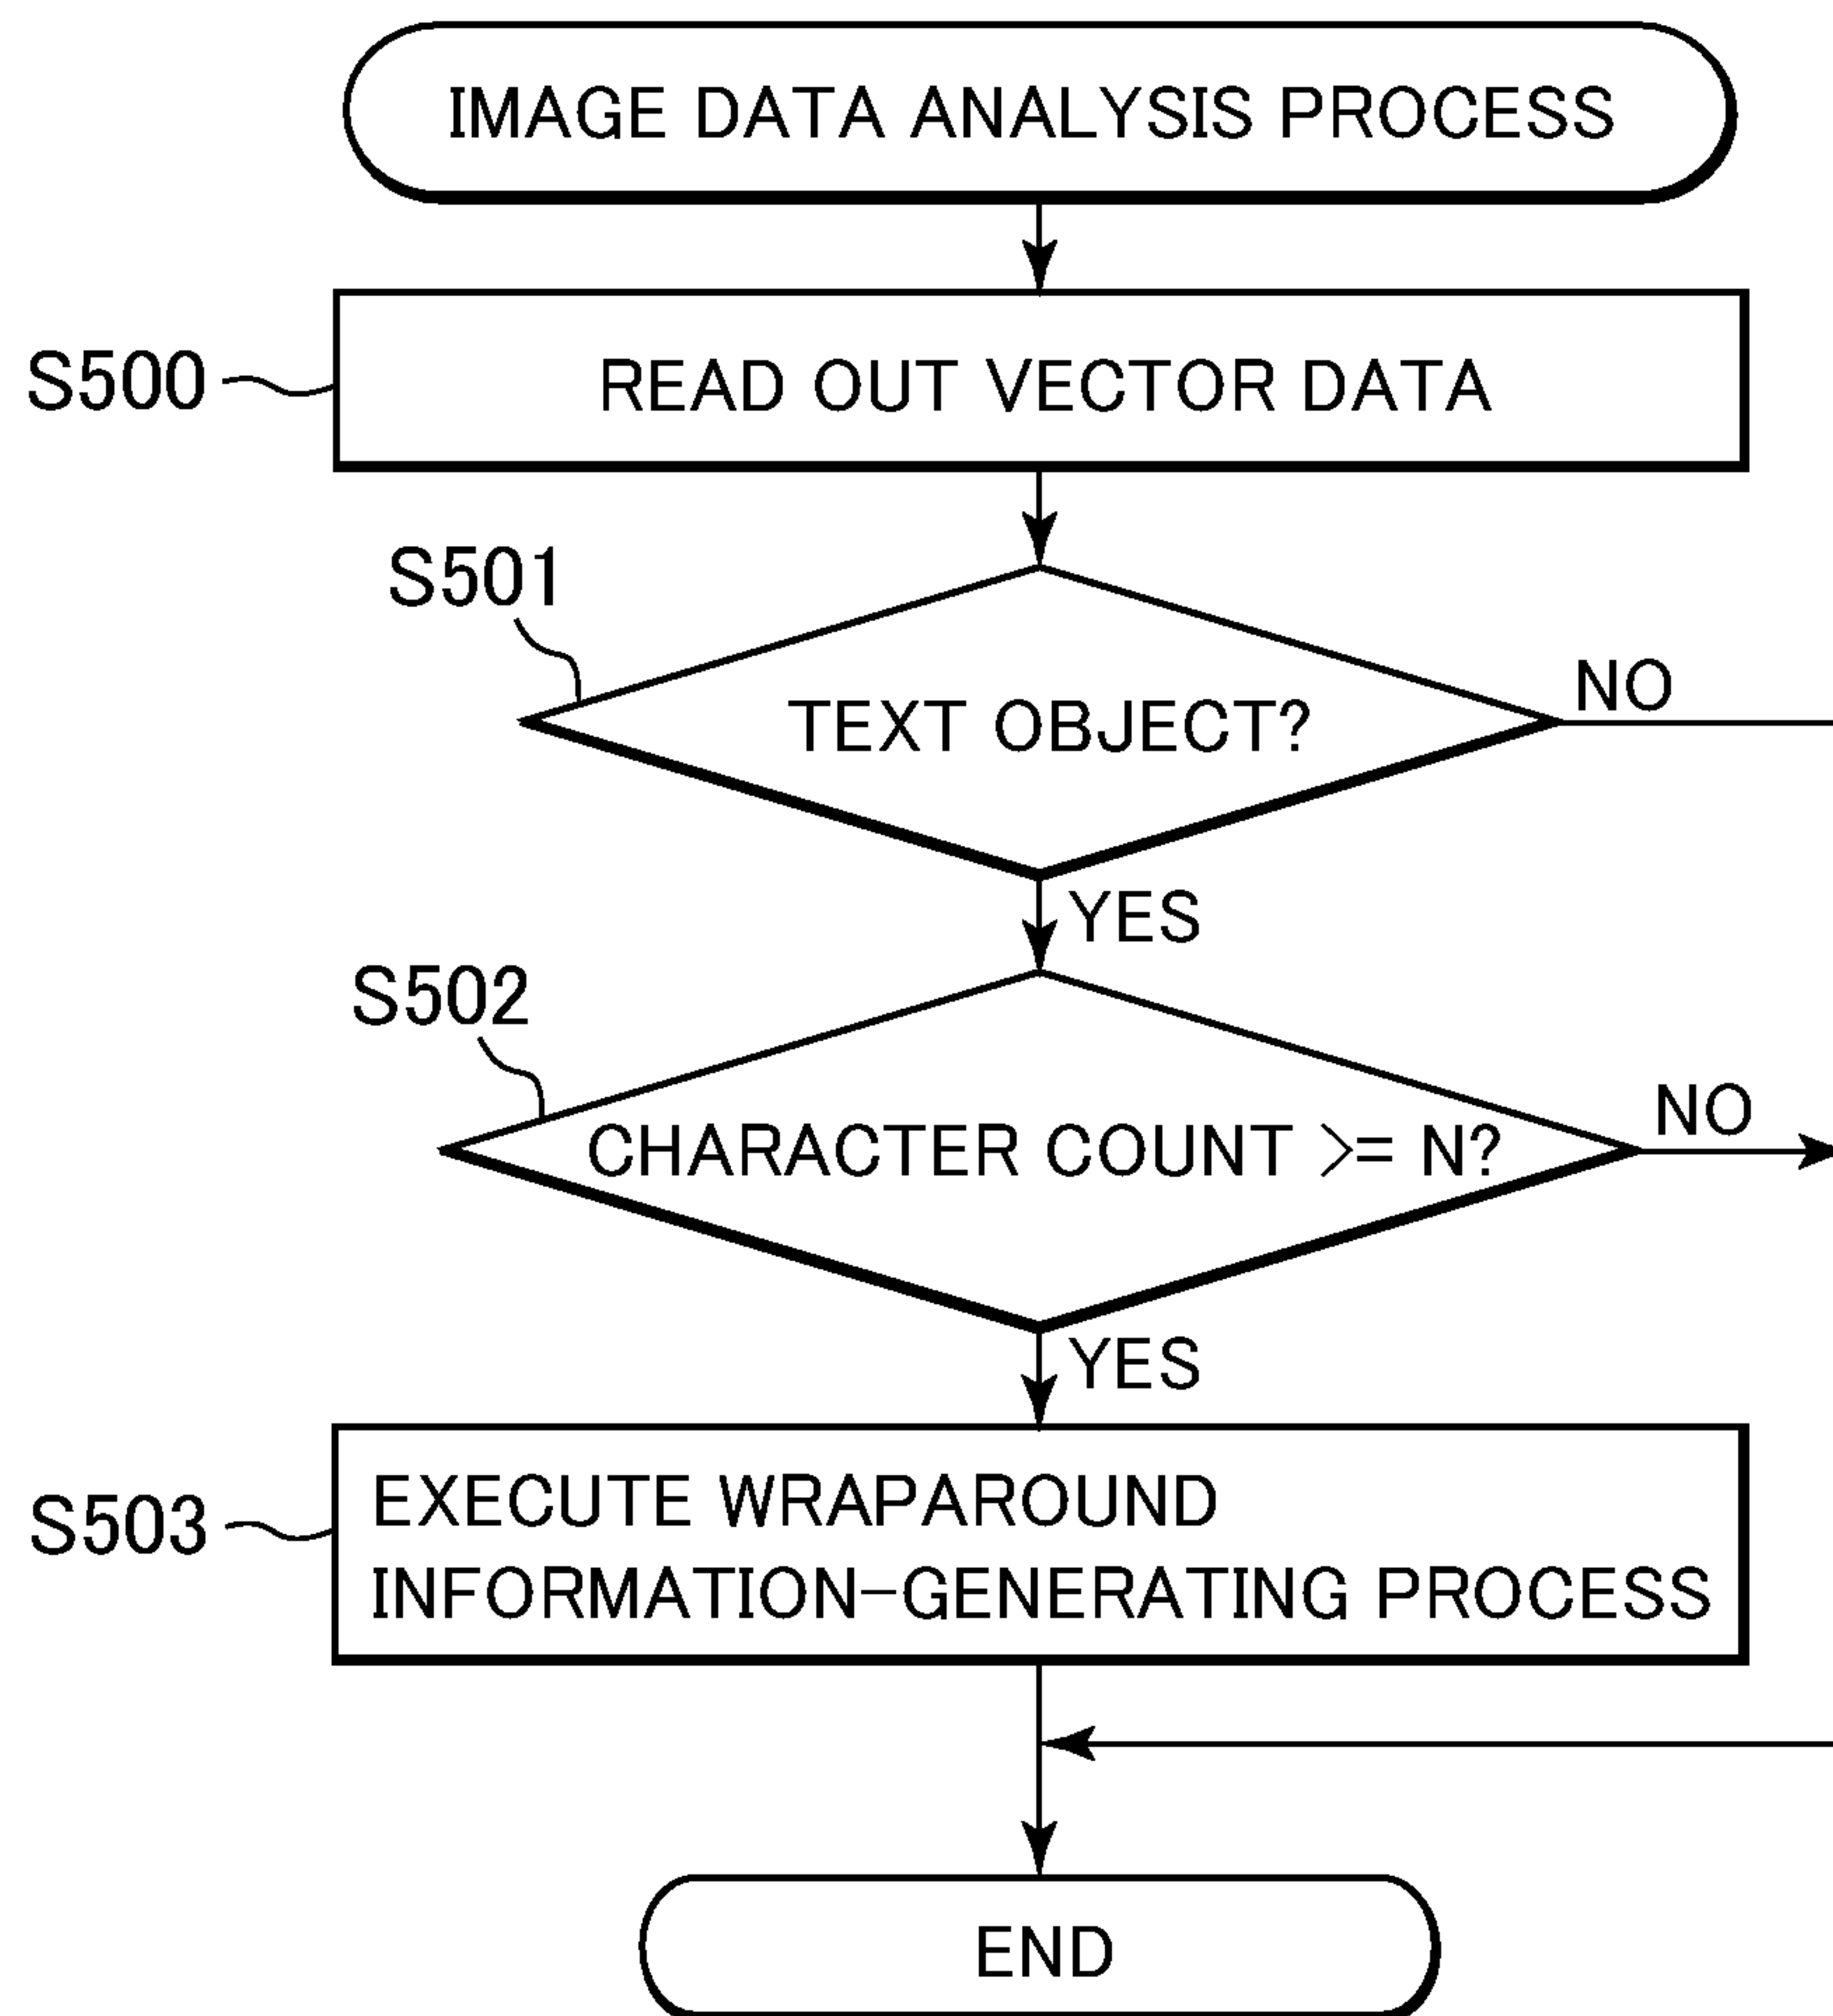 IMAGE DATA ANALYSIS PROCESS
S500
READ OUT VECTOR DATA
S501
TEXT OBJECT?
NO
YES
S502
CHARACTER COUNT >= N?
NO
YES
S503
EXECUTE WRAPAROUND
INFORMATION-GENERATING PROCESS
END